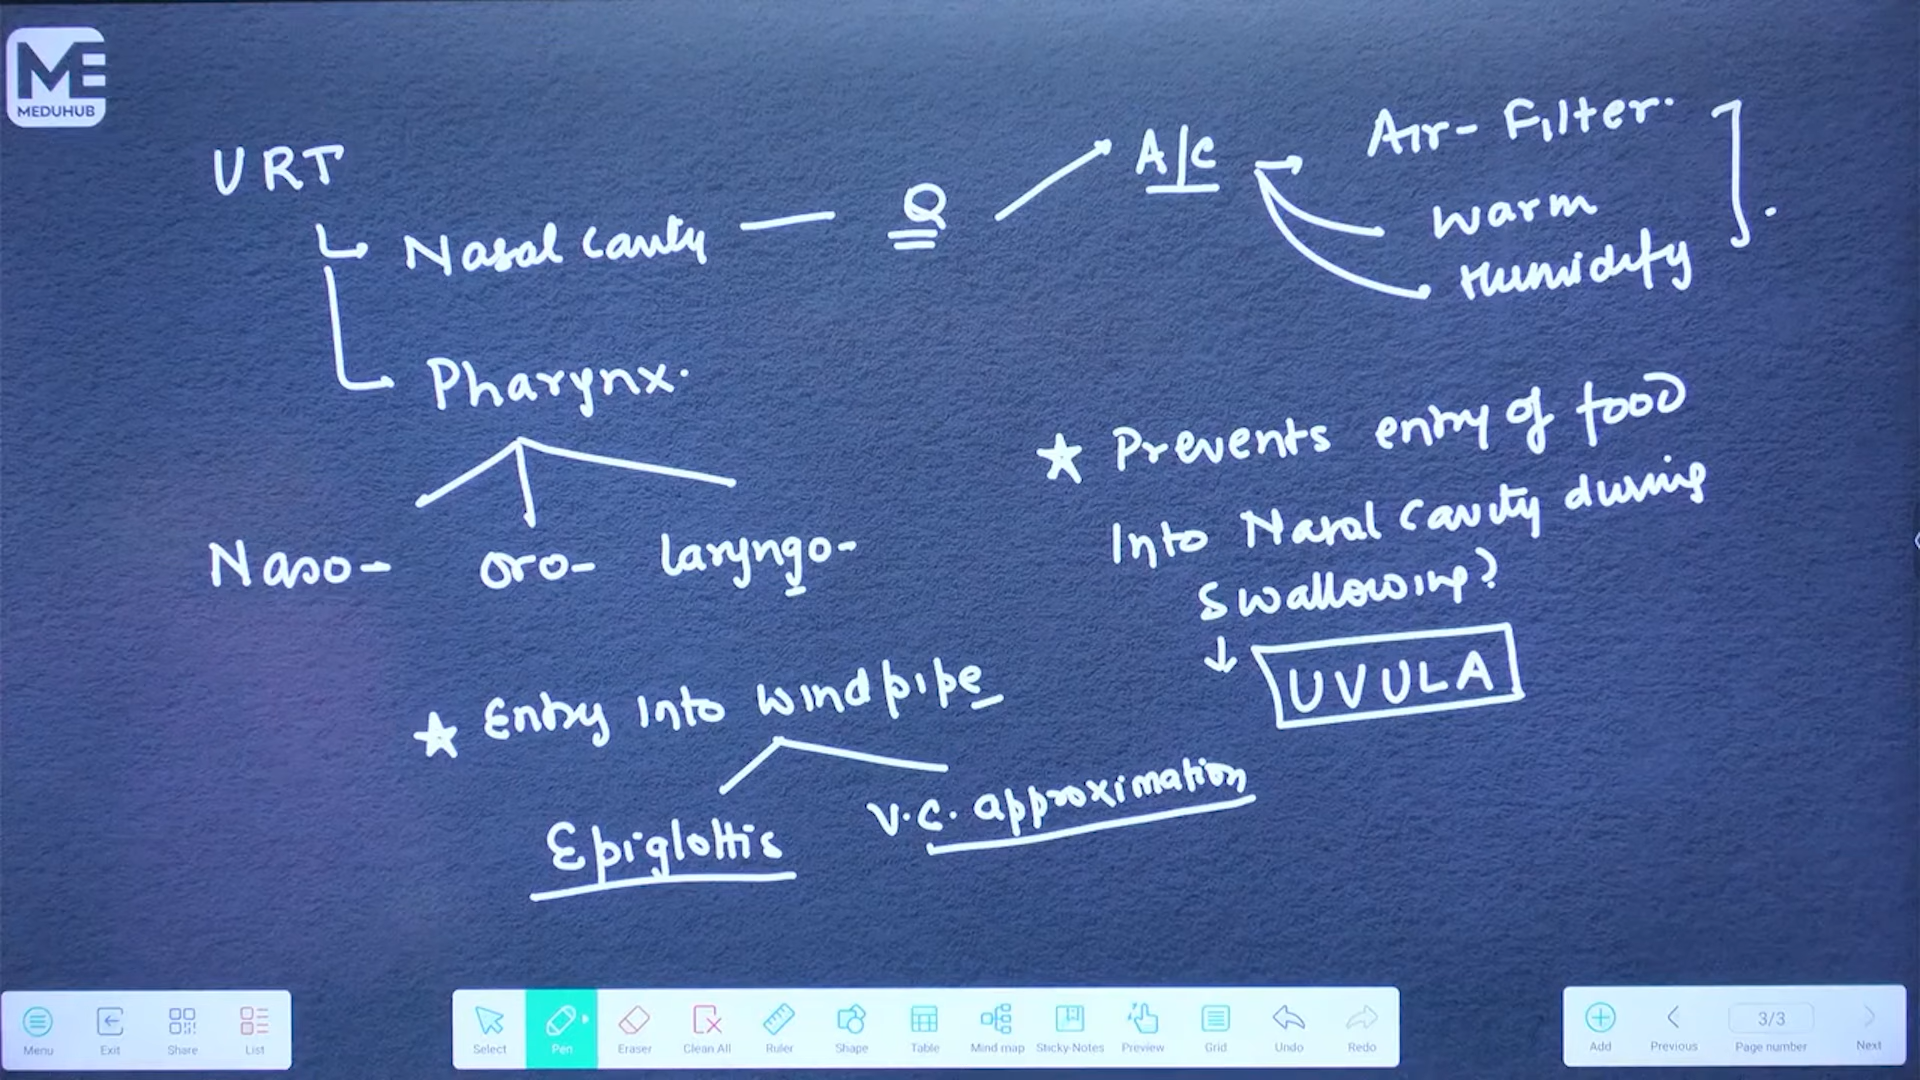 ME
MEDUHUB
URT
Nasal cavity
Q
A/C
Air-Filter.
Warm
Humidify
Pharynx.
Naso-
oro-
laryngo-
Prevents entry of food
Into Nasal cavity during
swallowing?
UVULA
Entry into windpipe
Epiglottis
V.C. approximation
Menu
Exit
Share
List
Select
Pen
Eraser
Clean All
Ruler
Shape
Table
Mind map
Sticky Notes
Preview
Grid
Undo
Redo
Add
Previous
3/3
Page number
Next